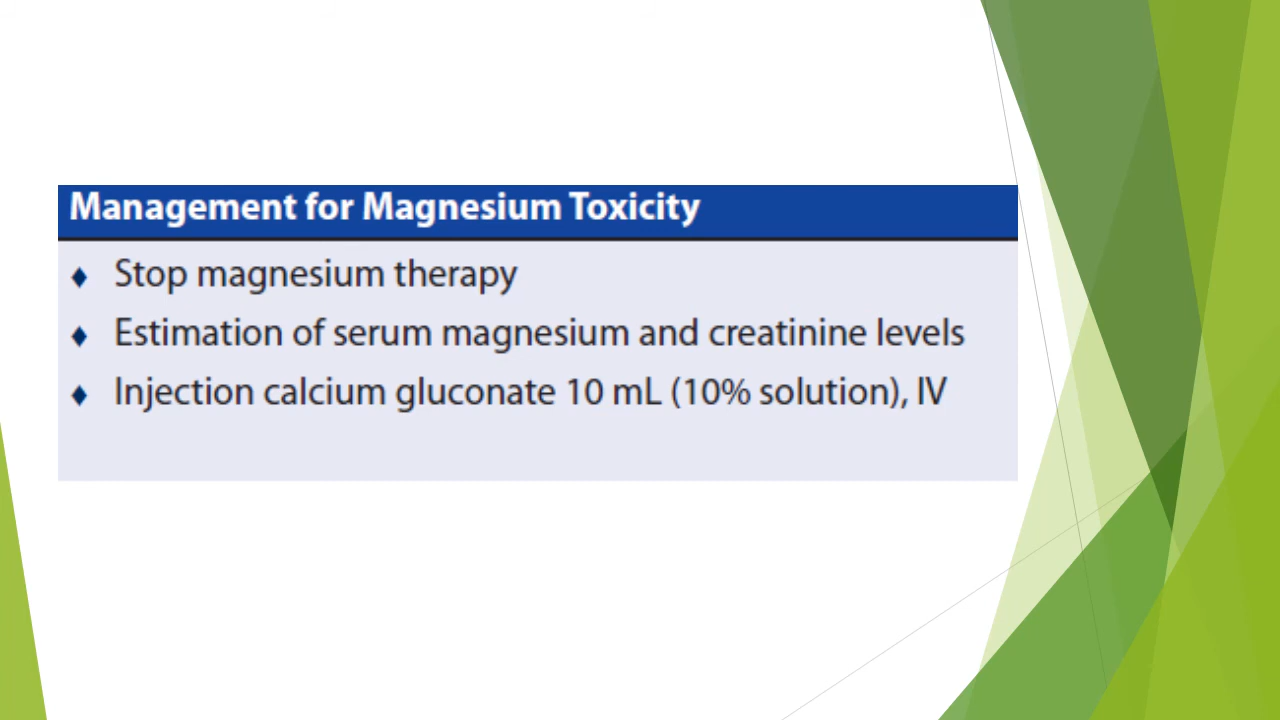 Management for Magnesium Toxicity
♦ Stop magnesium therapy
♦ Estimation of serum magnesium and creatinine levels
♦ Injection calcium gluconate 10 mL (10% solution), IV